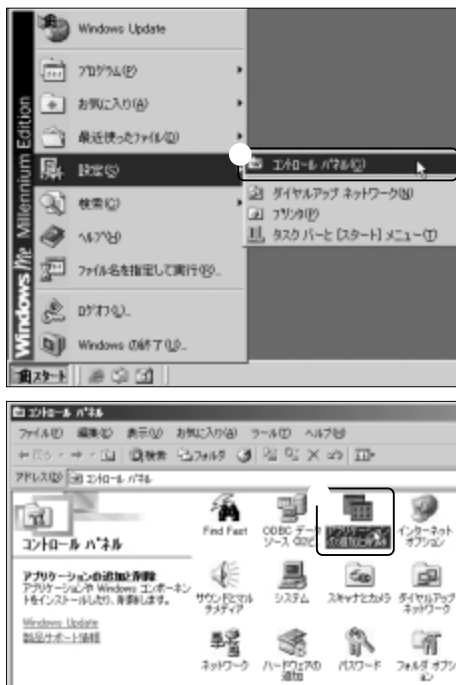 Windows Update
プログラム(P)
お気に入り(A)
最近使ったファイル(D)
設定(S)
検索(C)
ヘルプ(H)
ファイル名を指定して実行(R)...
ログオフ(L)...
Windows の終了(U)...
Windows Me Millennium Edition
コントロール パネル(C)
ダイヤルアップ ネットワーク(N)
プリンタ(P)
タスク バーと [スタート] メニュー(T)
スタート
コントロール パネル
ファイル(F) 編集(E) 表示(V) お気に入り(A) ツール(T) ヘルプ(H)
戻る 検索 フォルダ
アドレス(D) コントロール パネル
コントロール パネル
アプリケーションの追加と削除
アプリケーションや Windows コンポーネン
トをインストールしたり、削除します。
Windows Update
製品サポート情報
Find Fast
ODBC データ
ソース (32ビ
アプリケーション
の追加と削除
インターネット
オプション
サウンドとマル
チメディア
システム
スキャナとカメラ
ダイヤルアップ
ネットワーク
ネットワーク
ハードウェアの
追加
パスワード
フォルダ オプシ
ョン